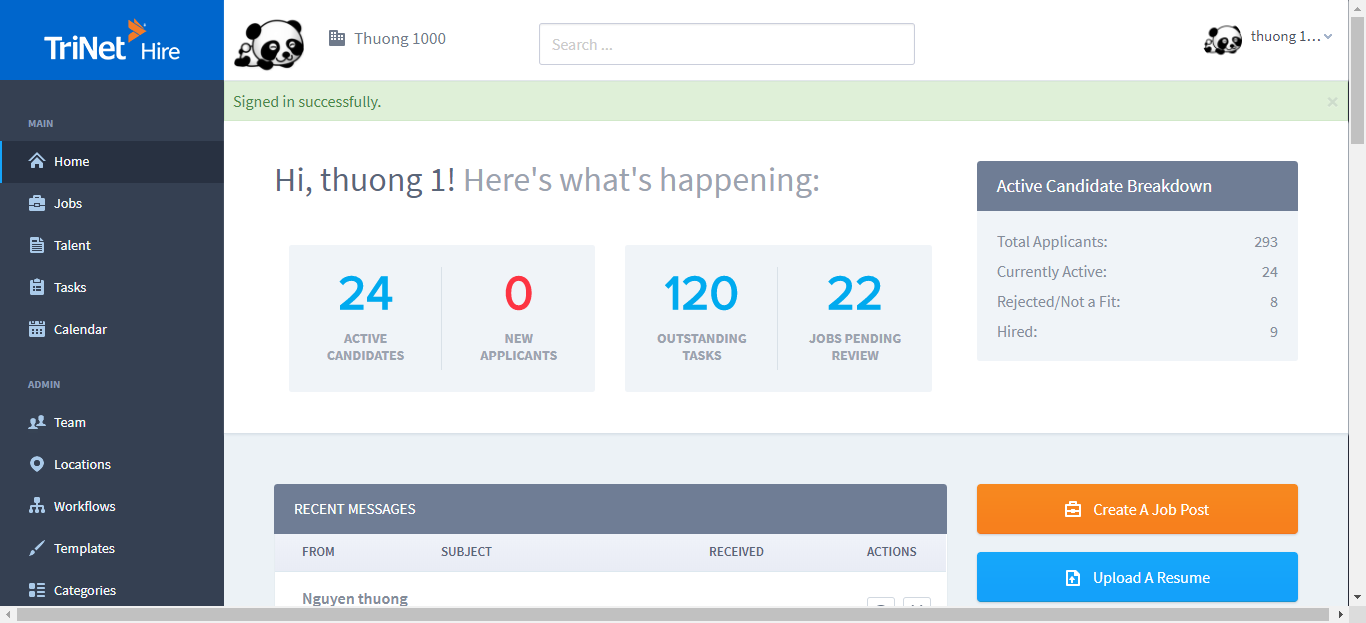 TriNet Hire
Thuong 1000
Search ...
thuong 1...
Signed in successfully.
×
MAIN
Home
Jobs
Talent
Tasks
Calendar
ADMIN
Team
Locations
Workflows
Templates
Categories
Hi, thuong 1! Here's what's happening:
24
ACTIVE
CANDIDATES
0
NEW
APPLICANTS
120
OUTSTANDING
TASKS
22
JOBS PENDING
REVIEW
Active Candidate Breakdown
Total Applicants: 293
Currently Active: 24
Rejected/Not a Fit: 8
Hired: 9
RECENT MESSAGES
FROM SUBJECT RECEIVED ACTIONS
Nguyen thuong
Create A Job Post
Upload A Resume